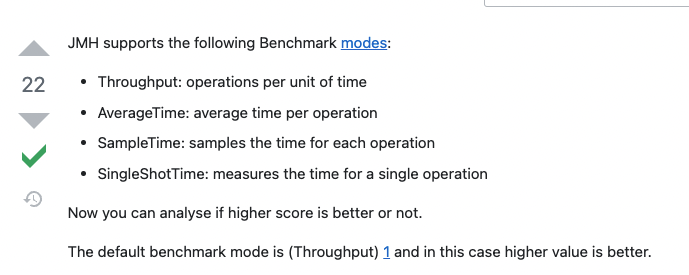 JMH supports the following Benchmark modes:
22
• Throughput: operations per unit of time
• AverageTime: average time per operation
• SampleTime: samples the time for each operation
• SingleShotTime: measures the time for a single operation
Now you can analyse if higher score is better or not.
The default benchmark mode is (Throughput) 1 and in this case higher value is better.